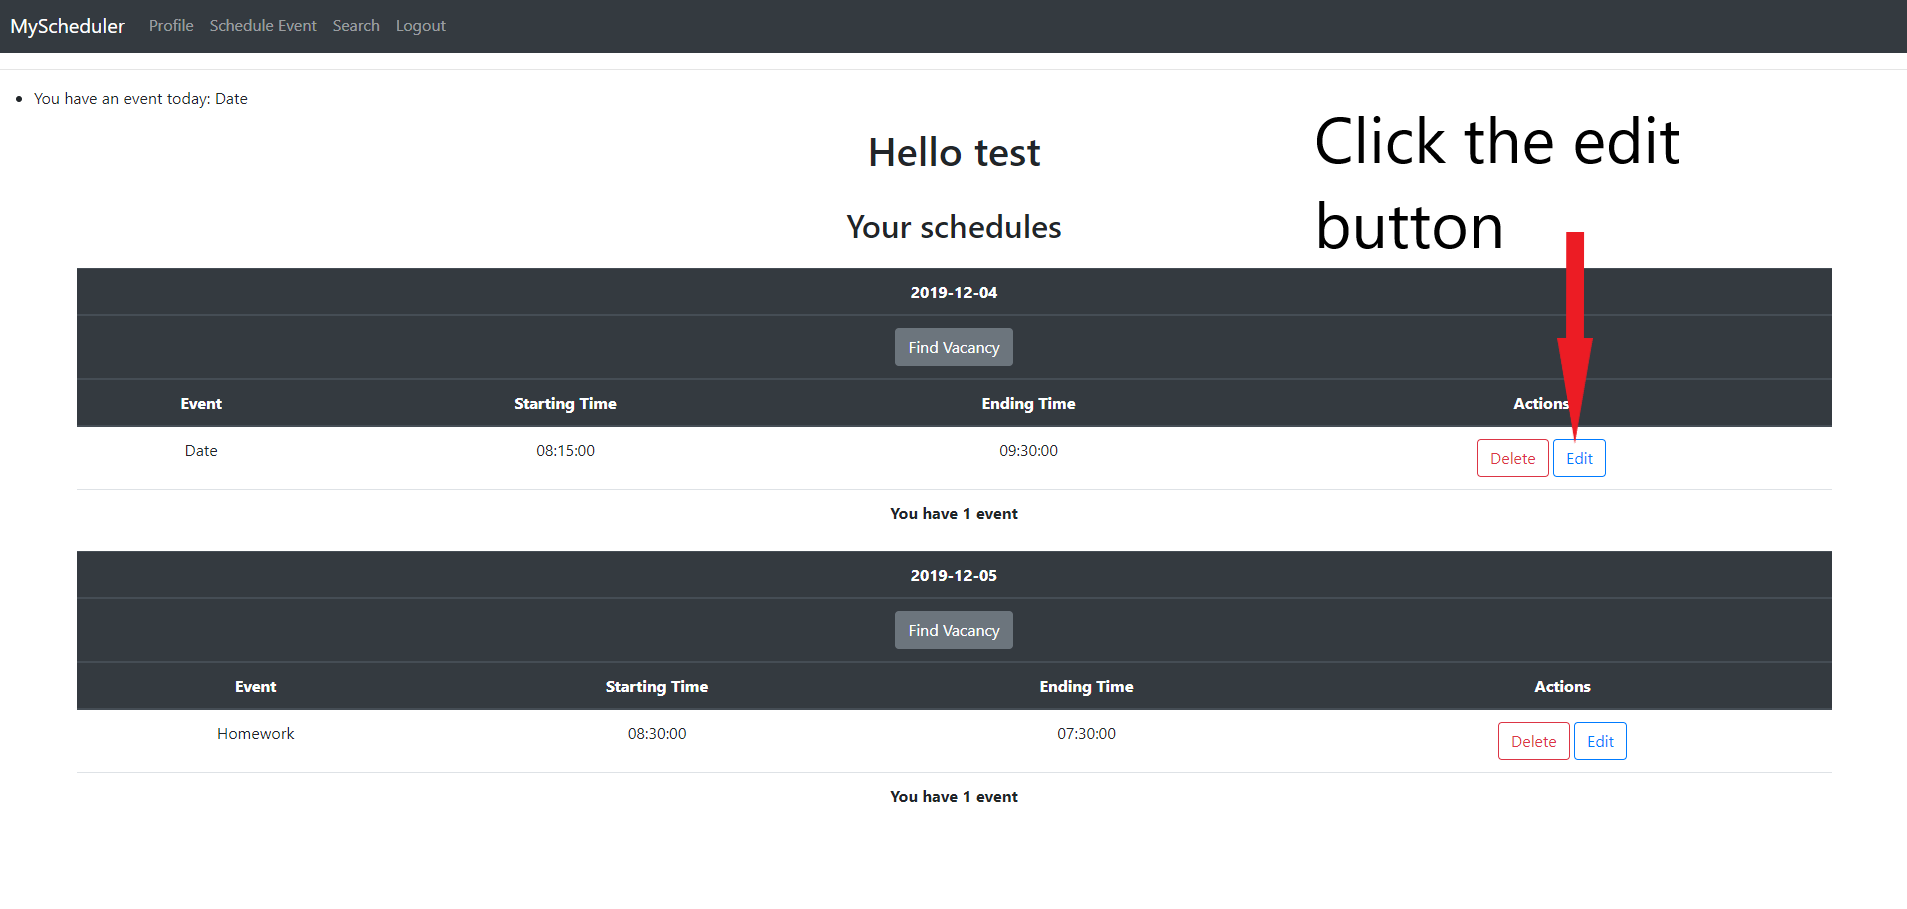 MyScheduler Profile Schedule Event Search Logout
You have an event today: Date
Hello test
Click the edit
button
Your schedules
2019-12-04
Find Vacancy
Event Starting Time Ending Time Actions
Date 08:15:00 09:30:00 Delete Edit
You have 1 event
2019-12-05
Find Vacancy
Event Starting Time Ending Time Actions
Homework 08:30:00 07:30:00 Delete Edit
You have 1 event